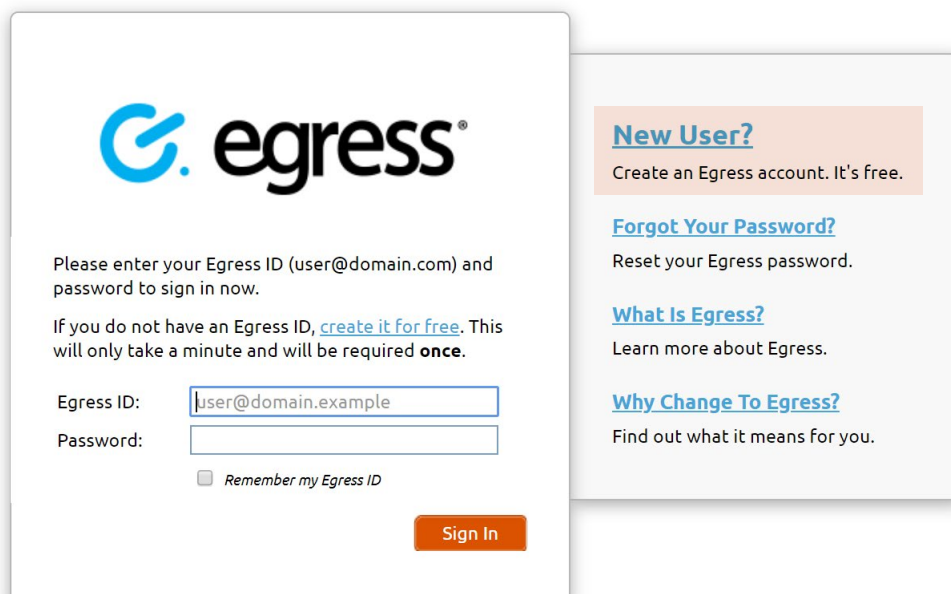 egress®
Please enter your Egress ID (user@domain.com) and
password to sign in now.
If you do not have an Egress ID, create it for free. This
will only take a minute and will be required once.
Egress ID:
user@domain.example
Password:
Remember my Egress ID
Sign In
New User?
Create an Egress account. It's free.
Forgot Your Password?
Reset your Egress password.
What Is Egress?
Learn more about Egress.
Why Change To Egress?
Find out what it means for you.